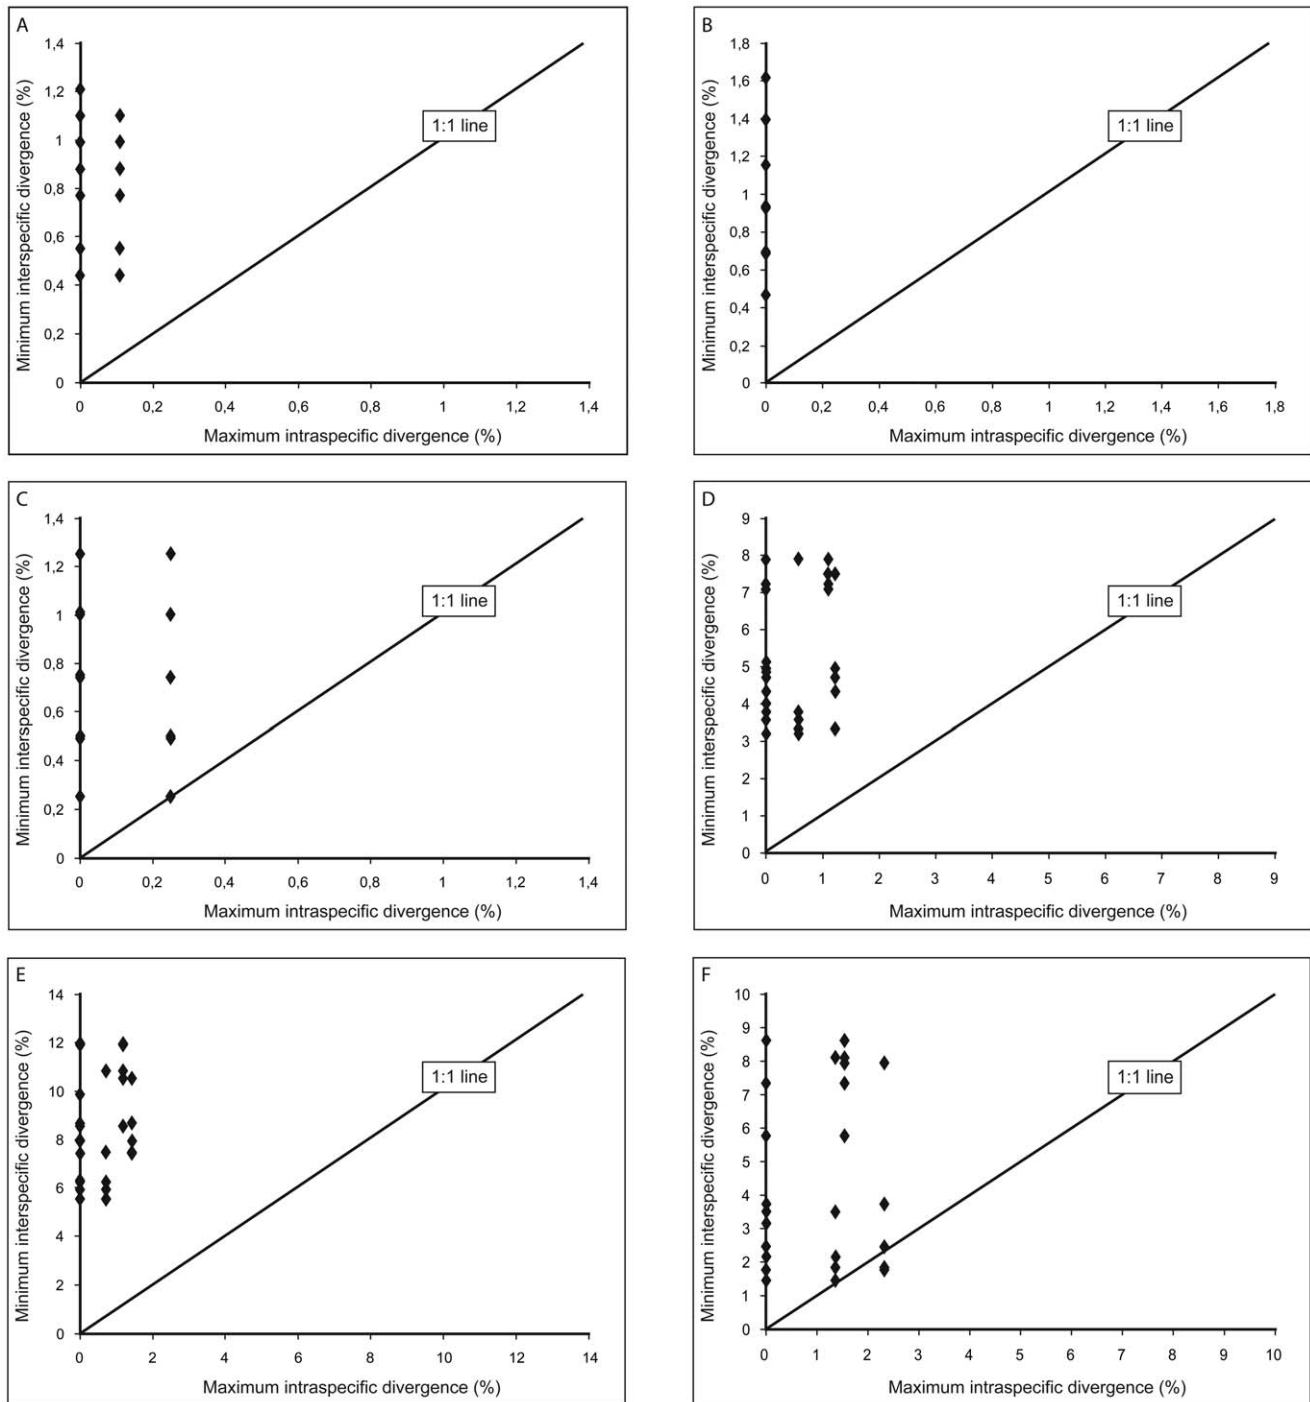 A
1,4
1,2
1
0,8
0,6
0,4
0,2
0
Minimum interspecific divergence (%)
1:1 line
0 0,2 0,4 0,6 0,8 1 1,2 1,4
Maximum intraspecific divergence (%)
B
1,8
1,6
1,4
1,2
1
0,8
0,6
0,4
0,2
0
Minimum interspecific divergence (%)
1:1 line
0 0,2 0,4 0,6 0,8 1 1,2 1,4 1,6 1,8
Maximum intraspecific divergence (%)
C
1,4
1,2
1
0,8
0,6
0,4
0,2
0
Minimum interspecific divergence (%)
1:1 line
0 0,2 0,4 0,6 0,8 1 1,2 1,4
Maximum intraspecific divergence (%)
D
9
8
7
6
5
4
3
2
1
0
Minimum interspecific divergence (%)
1:1 line
0 1 2 3 4 5 6 7 8 9
Maximum intraspecific divergence (%)
E
14
12
10
8
6
4
2
0
Minimum interspecific divergence (%)
1:1 line
0 2 4 6 8 10 12 14
Maximum intraspecific divergence (%)
F
10
9
8
7
6
5
4
3
2
1
0
Minimum interspecific divergence (%)
1:1 line
0 1 2 3 4 5 6 7 8 9 10
Maximum intraspecific divergence (%)